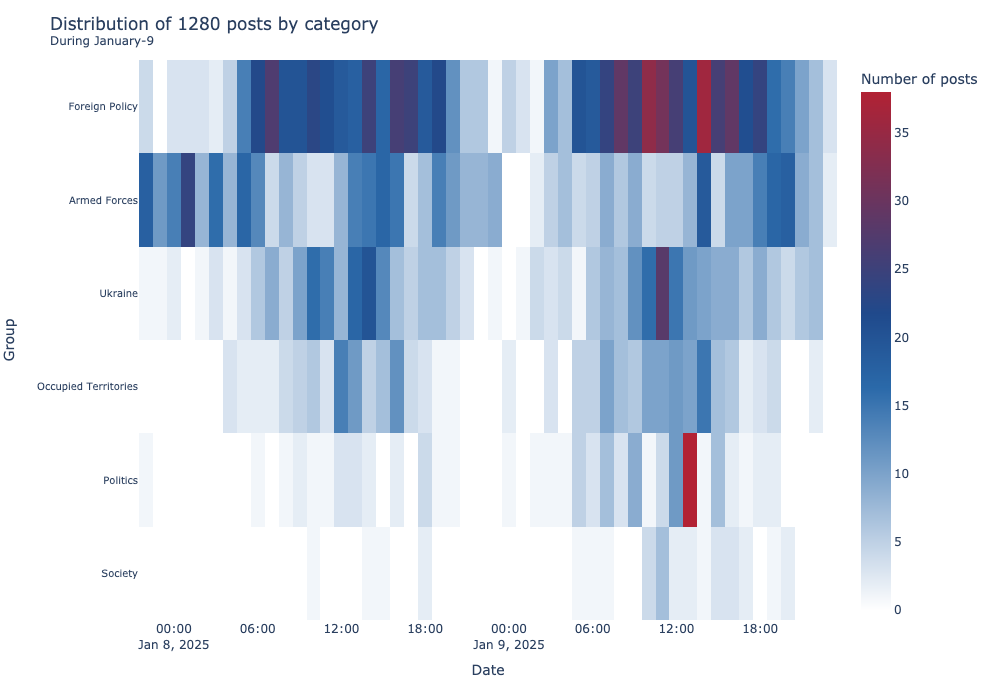 Distribution of 1280 posts by category
During January-9
Number of posts
Foreign Policy
Armed Forces
Ukraine
Occupied Territories
Politics
Society
Group
35
30
25
20
15
10
5
0
00:00
Jan 8, 2025
06:00
12:00
18:00
00:00
Jan 9, 2025
06:00
12:00
18:00
Date